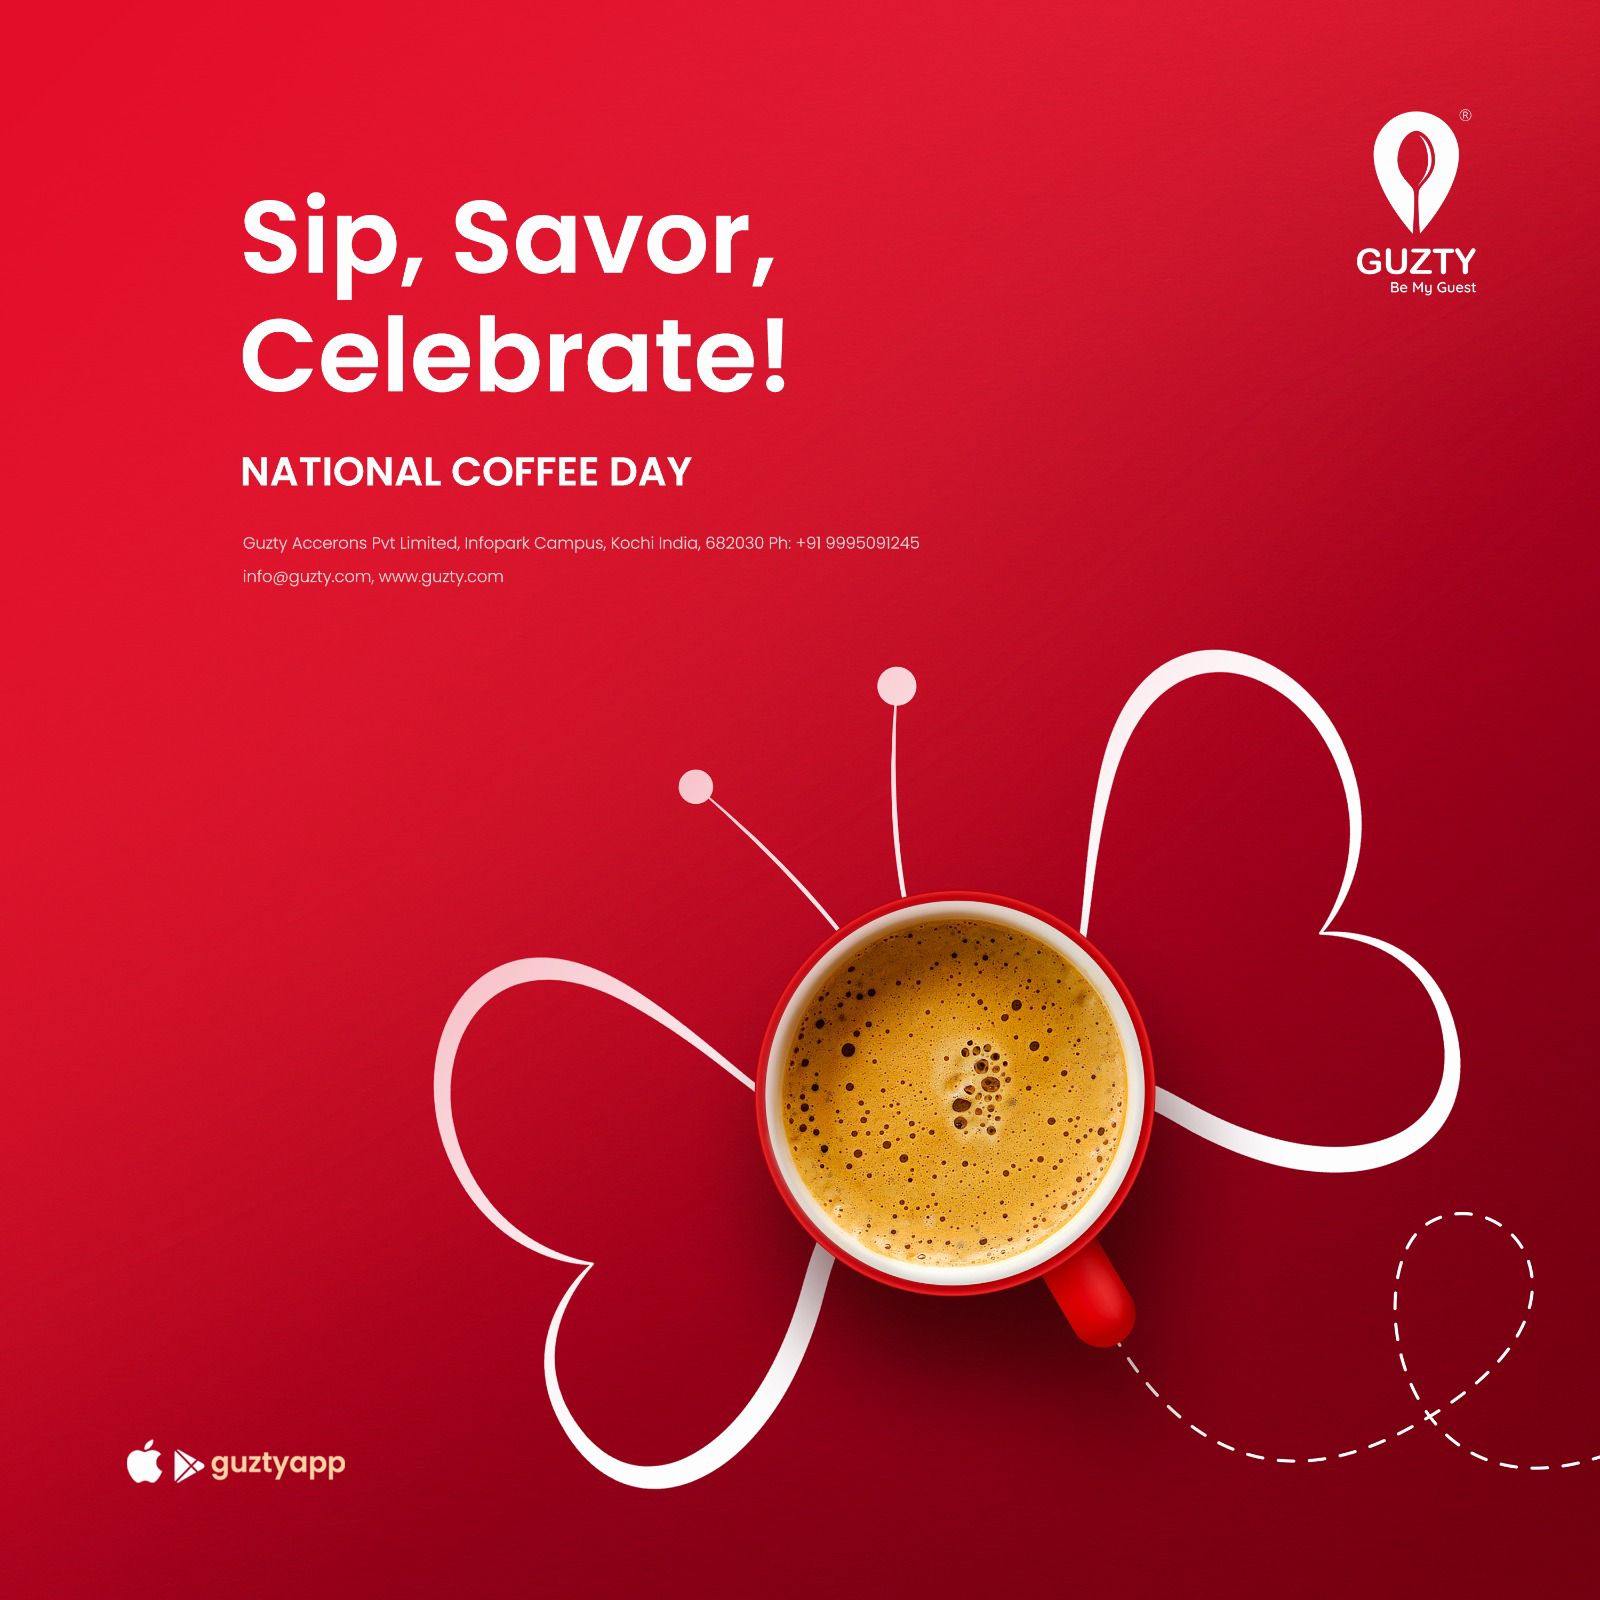 ®
GUZTY
Be My Guest
Sip, Savor,
Celebrate!
NATIONAL COFFEE DAY
Guzty Accerons Pvt Limited, Infopark Campus, Kochi India, 682030 Ph: +91 9995091245
info@guzty.com, www.guzty.com
guztyapp